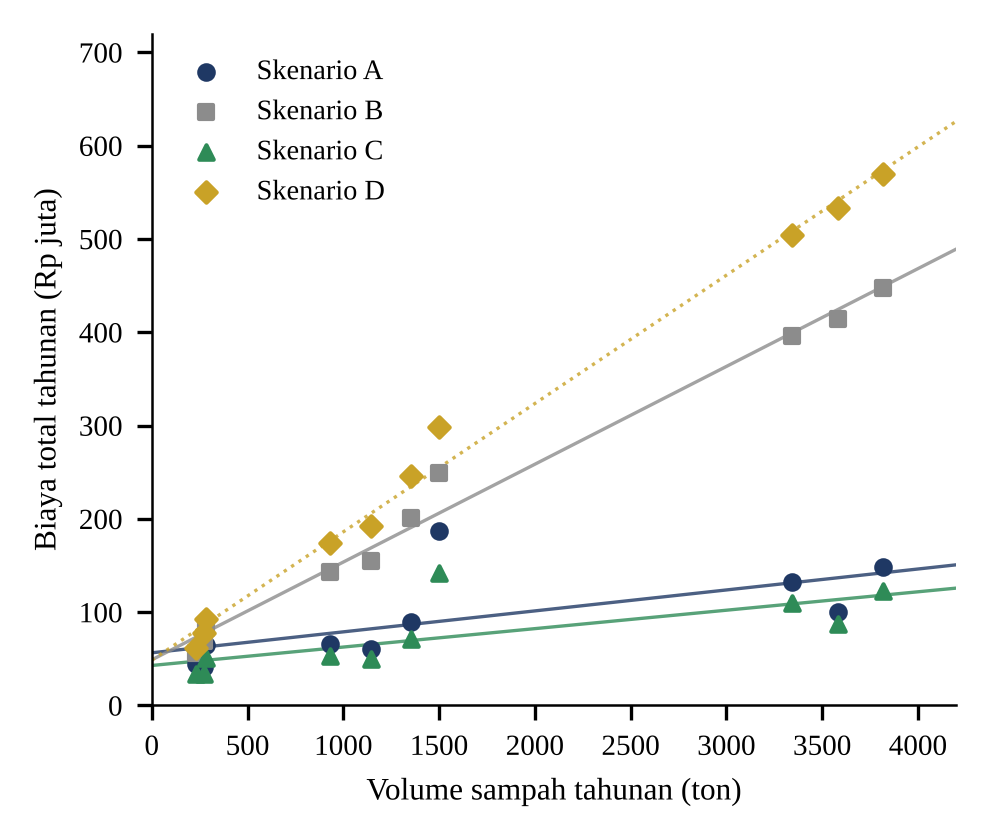 Skenario A
Skenario B
Skenario C
Skenario D
Biaya total tahunan (Rp juta)
700
600
500
400
300
200
100
0
0 500 1000 1500 2000 2500 3000 3500 4000
Volume sampah tahunan (ton)